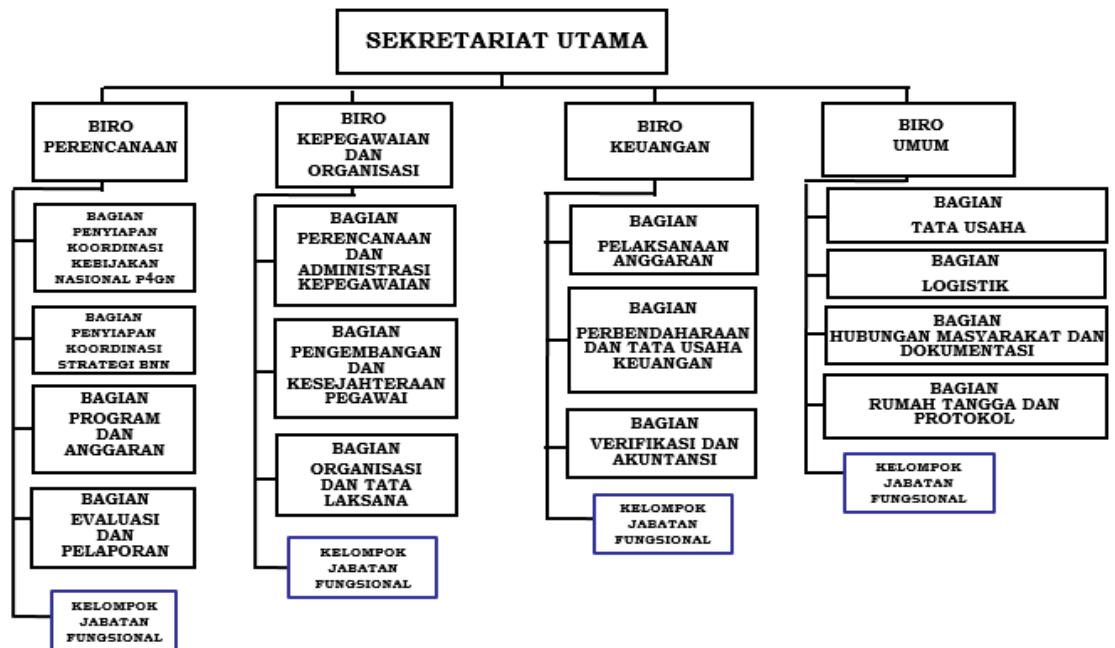 SEKRETARIAT UTAMA
BIRO
PERENCANAAN
BAGIAN
PENYIAPAN
KOORDINASI
KEBIJAKAN
NASIONAL P4GN
BAGIAN
PENYIAPAN
KOORDINASI
STRATEGI BNN
BAGIAN
PROGRAM
DAN
ANGGARAN
BAGIAN
EVALUASI
DAN
PELAPORAN
KELOMPOK
JABATAN
FUNGSIONAL
BIRO
KEPEGAWAIAN
DAN
ORGANISASI
BAGIAN
PERENCANAAN
DAN
ADMINISTRASI
KEPEGAWAIAN
BAGIAN
PENGEMBANGAN
DAN
KESEJAHTERAAN
PEGAWAI
BAGIAN
ORGANISASI
DAN TATA
LAKSANA
KELOMPOK
JABATAN
FUNGSIONAL
BIRO
KEUANGAN
BAGIAN
PELAKSANAAN
ANGGARAN
BAGIAN
PERBENDAHARAAN
DAN TATA USAHA
KEUANGAN
BAGIAN
VERIFIKASI DAN
AKUNTANSI
KELOMPOK
JABATAN
FUNGSIONAL
BIRO
UMUM
BAGIAN
TATA USAHA
BAGIAN
LOGISTIK
BAGIAN
HUBUNGAN MASYARAKAT DAN
DOKUMENTASI
BAGIAN
RUMAH TANGGA DAN
PROTOKOL
KELOMPOK
JABATAN
FUNGSIONAL